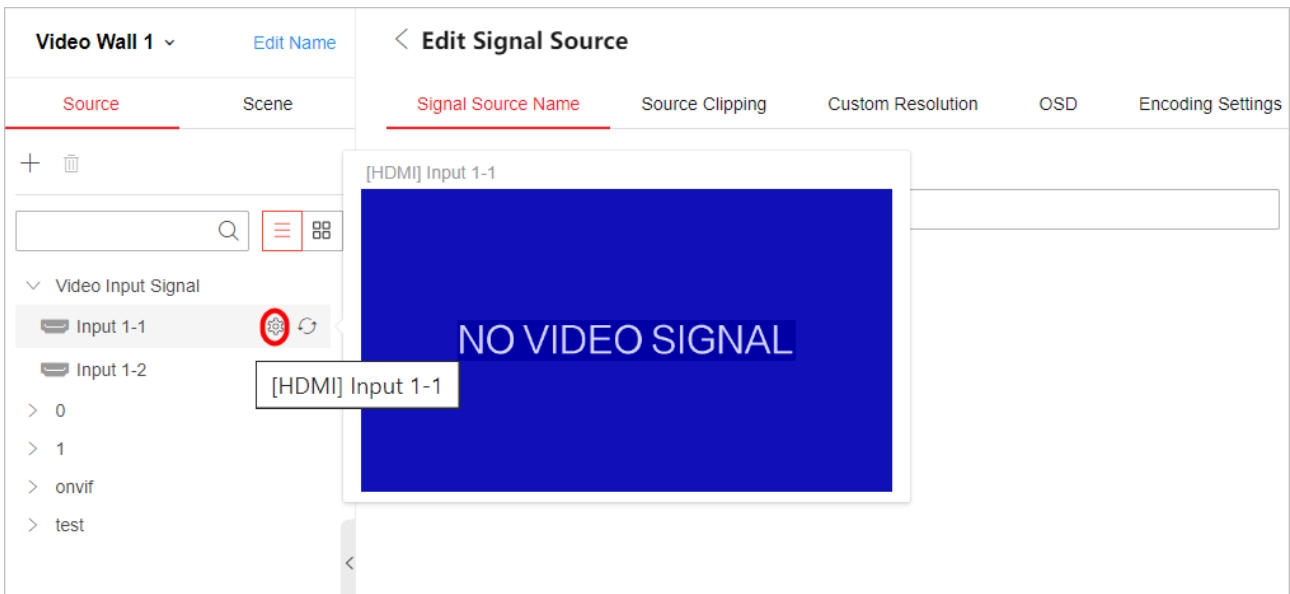 Video Wall 1 Edit Name
Edit Signal Source
Source Scene
Signal Source Name Source Clipping Custom Resolution OSD Encoding Settings
[HDMI] Input 1-1
NO VIDEO SIGNAL
Video Input Signal
Input 1-1
Input 1-2
[HDMI] Input 1-1
0
1
onvif
test